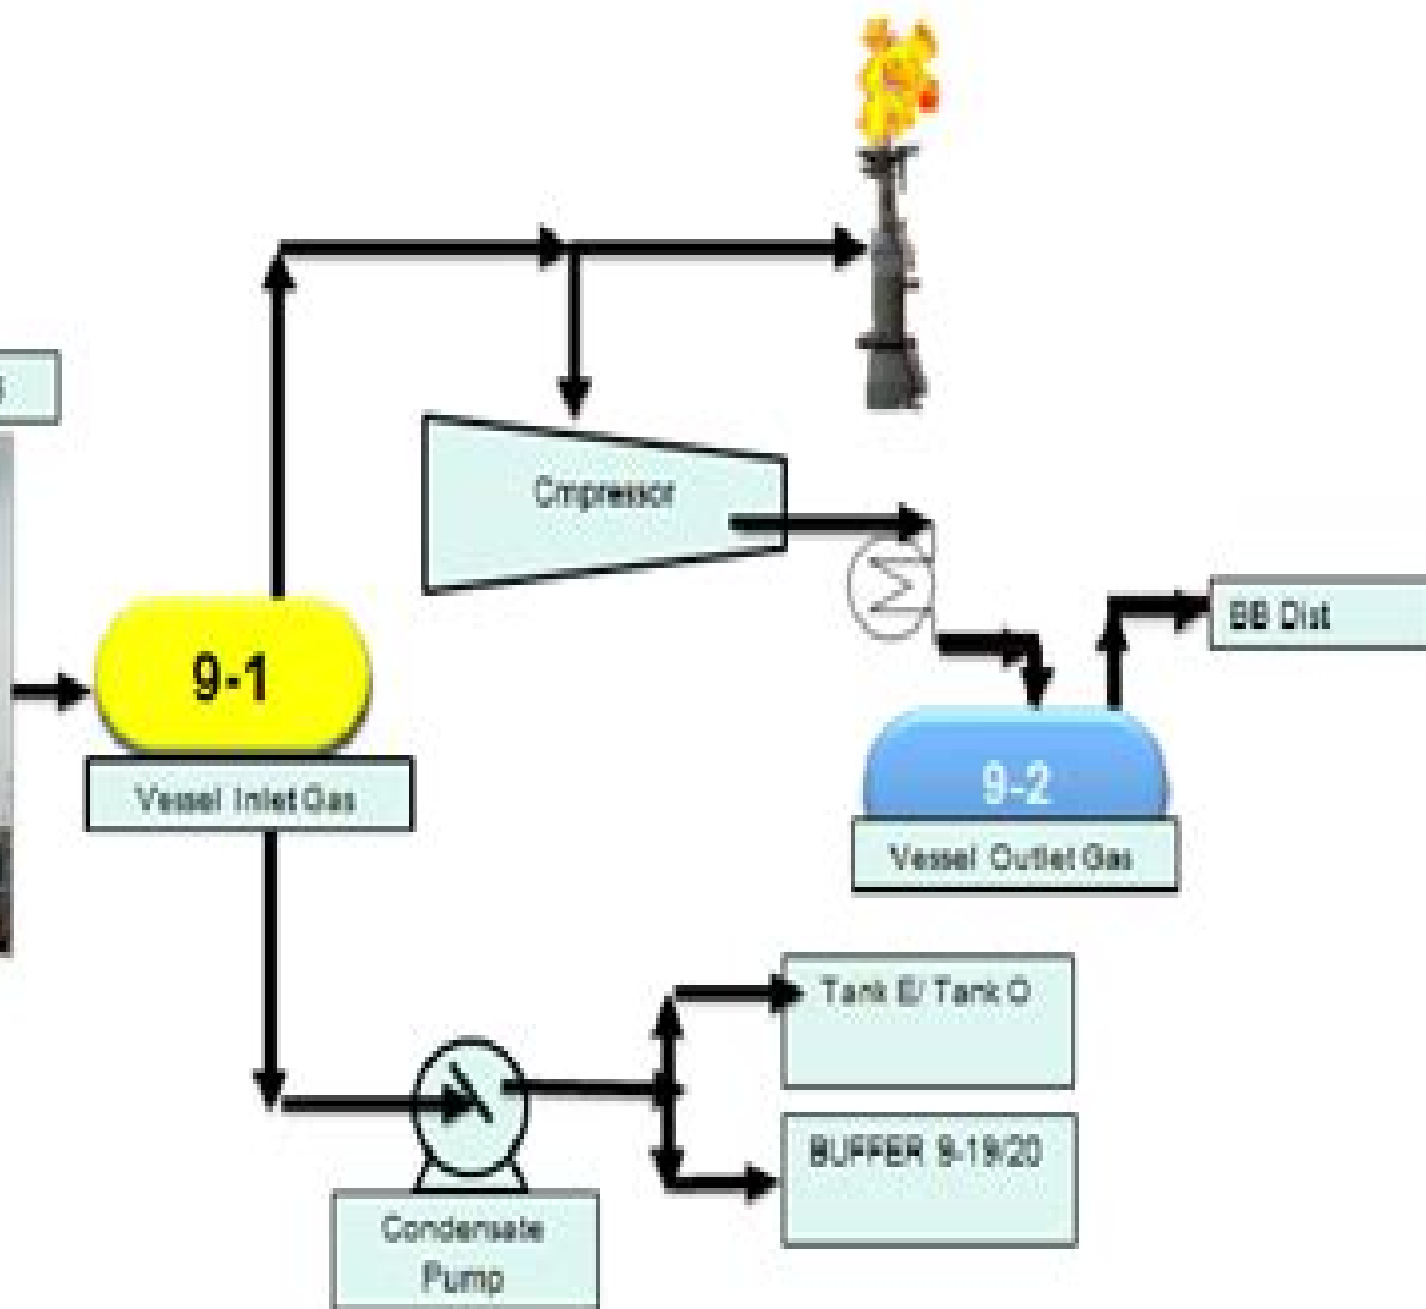 Cmpressor
9-1
BB Dist
Vessel Inlet Gas
9-2
Vessel Outlet Gas
Tank E/ Tank O
BUFFER 9-19/20
Condensate
Pump